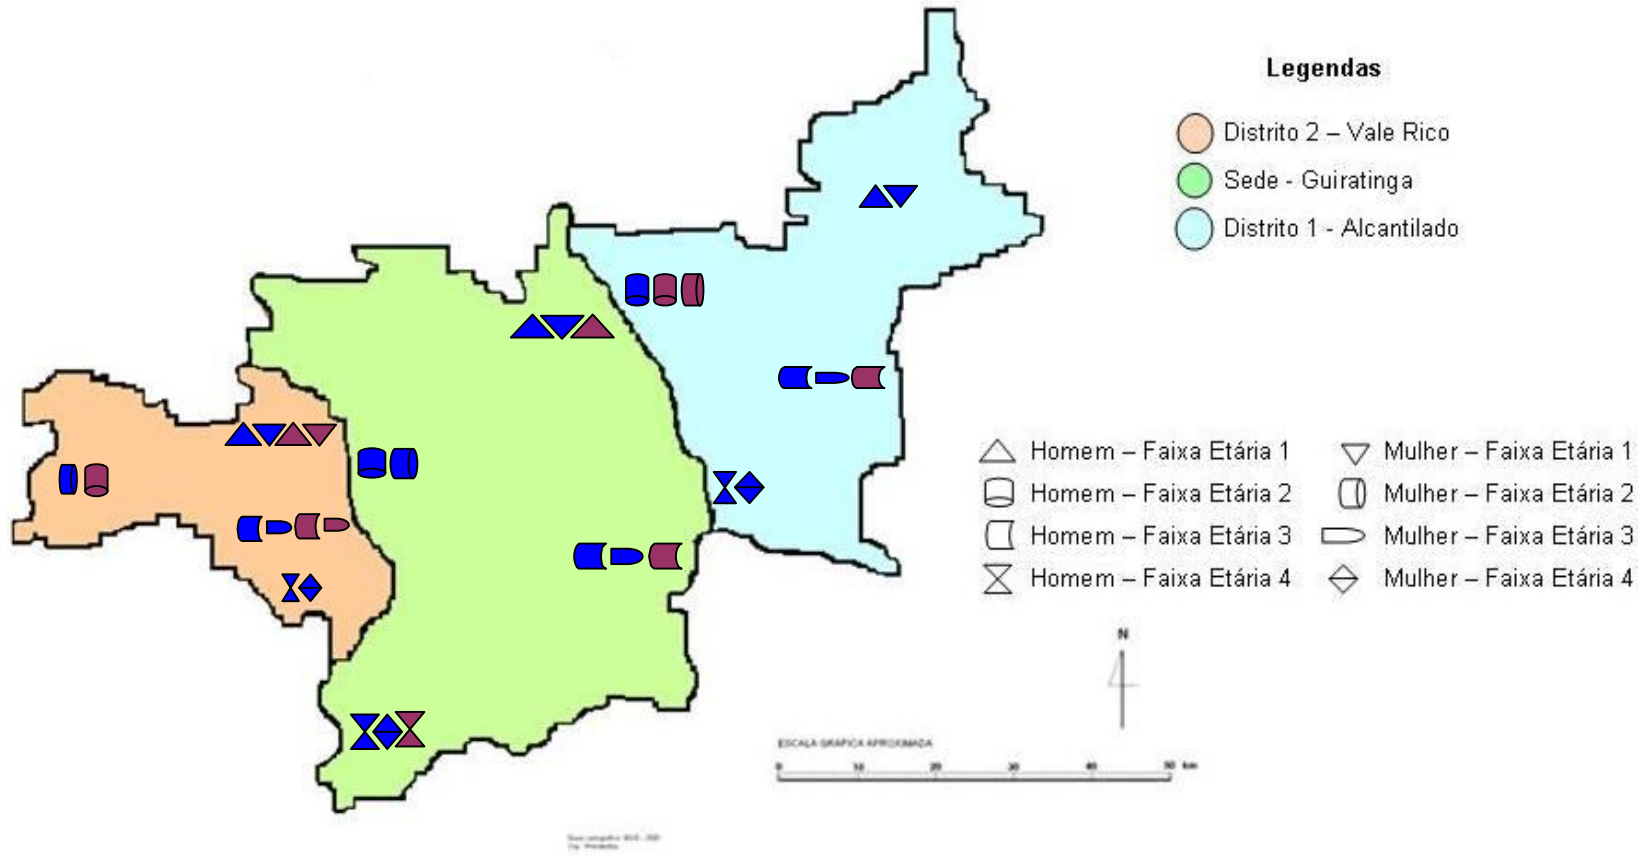 Legendas
Distrito 2 – Vale Rico
Sede - Guiratinga
Distrito 1 - Alcantilado
Homem – Faixa Etária 1
Mulher – Faixa Etária 1
Homem – Faixa Etária 2
Mulher – Faixa Etária 2
Homem – Faixa Etária 3
Mulher – Faixa Etária 3
Homem – Faixa Etária 4
Mulher – Faixa Etária 4
N
ESCALA GRÁFICA APROXIMADA
0 10 20 30 40 50 km